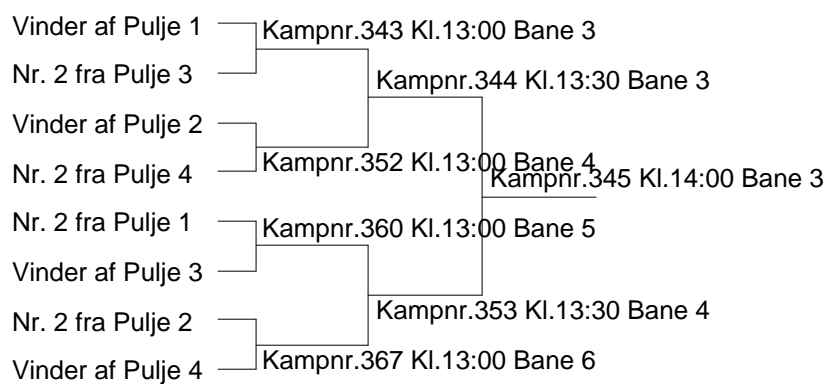 Vinder af Pulje 1
Kampnr.343 Kl.13:00 Bane 3
Nr. 2 fra Pulje 3
Kampnr.344 Kl.13:30 Bane 3
Vinder af Pulje 2
Kampnr.352 Kl.13:00 Bane 4
Nr. 2 fra Pulje 4
Kampnr.345 Kl.14:00 Bane 3
Nr. 2 fra Pulje 1
Kampnr.360 Kl.13:00 Bane 5
Vinder af Pulje 3
Kampnr.353 Kl.13:30 Bane 4
Nr. 2 fra Pulje 2
Kampnr.367 Kl.13:00 Bane 6
Vinder af Pulje 4